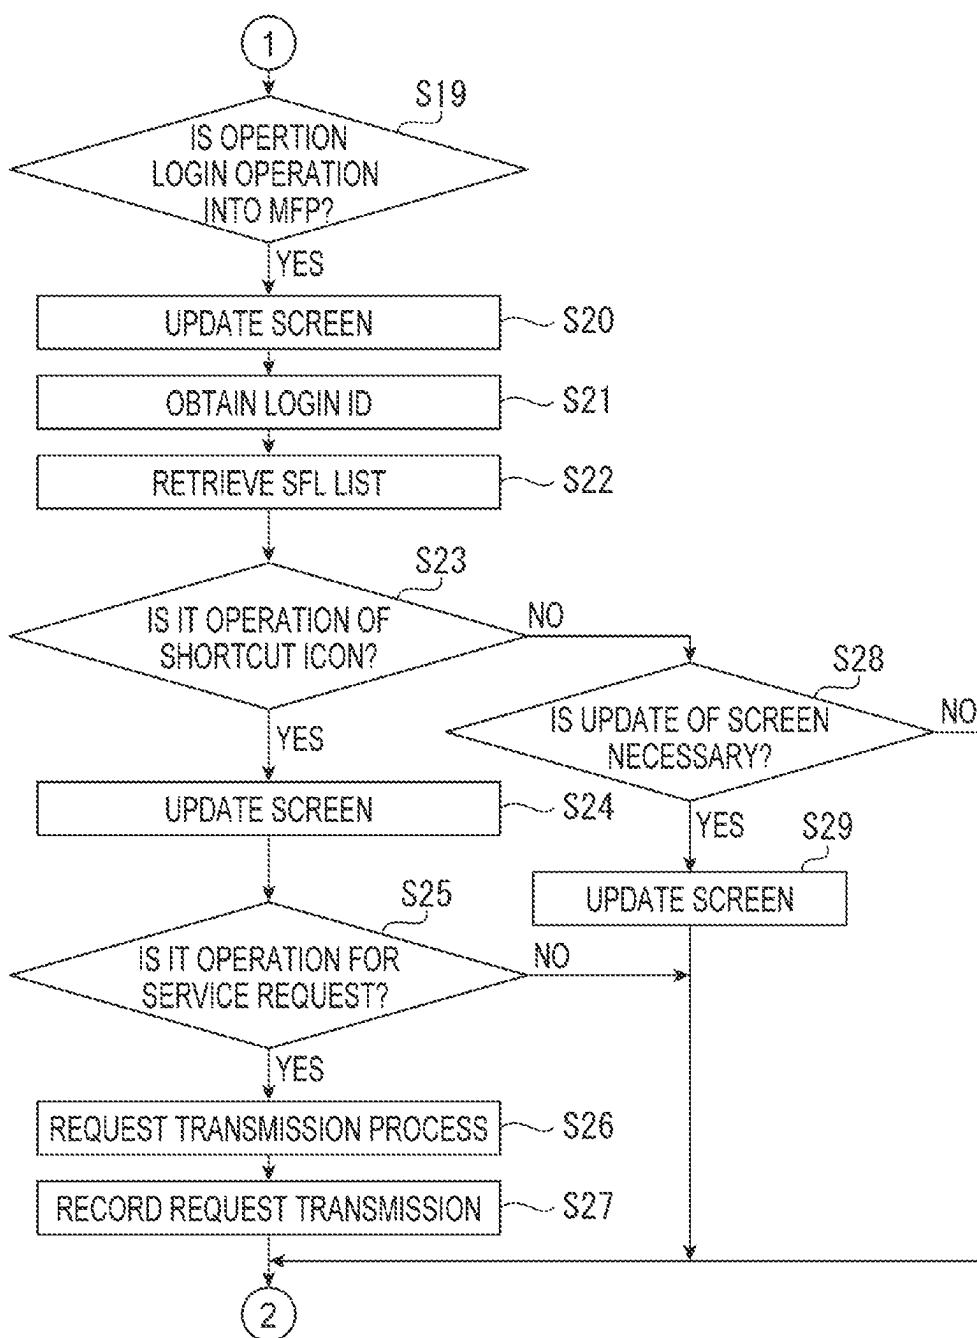 1
S19
IS OPERTION
LOGIN OPERATION
INTO MFP?
YES
UPDATE SCREEN
S20
OBTAIN LOGIN ID
S21
RETRIEVE SFL LIST
S22
S23
IS IT OPERATION OF
SHORTCUT ICON?
NO
YES
S28
IS UPDATE OF SCREEN
NECESSARY?
NO
YES
UPDATE SCREEN
S24
S29
UPDATE SCREEN
S25
IS IT OPERATION FOR
SERVICE REQUEST?
NO
YES
REQUEST TRANSMISSION PROCESS
S26
RECORD REQUEST TRANSMISSION
S27
2